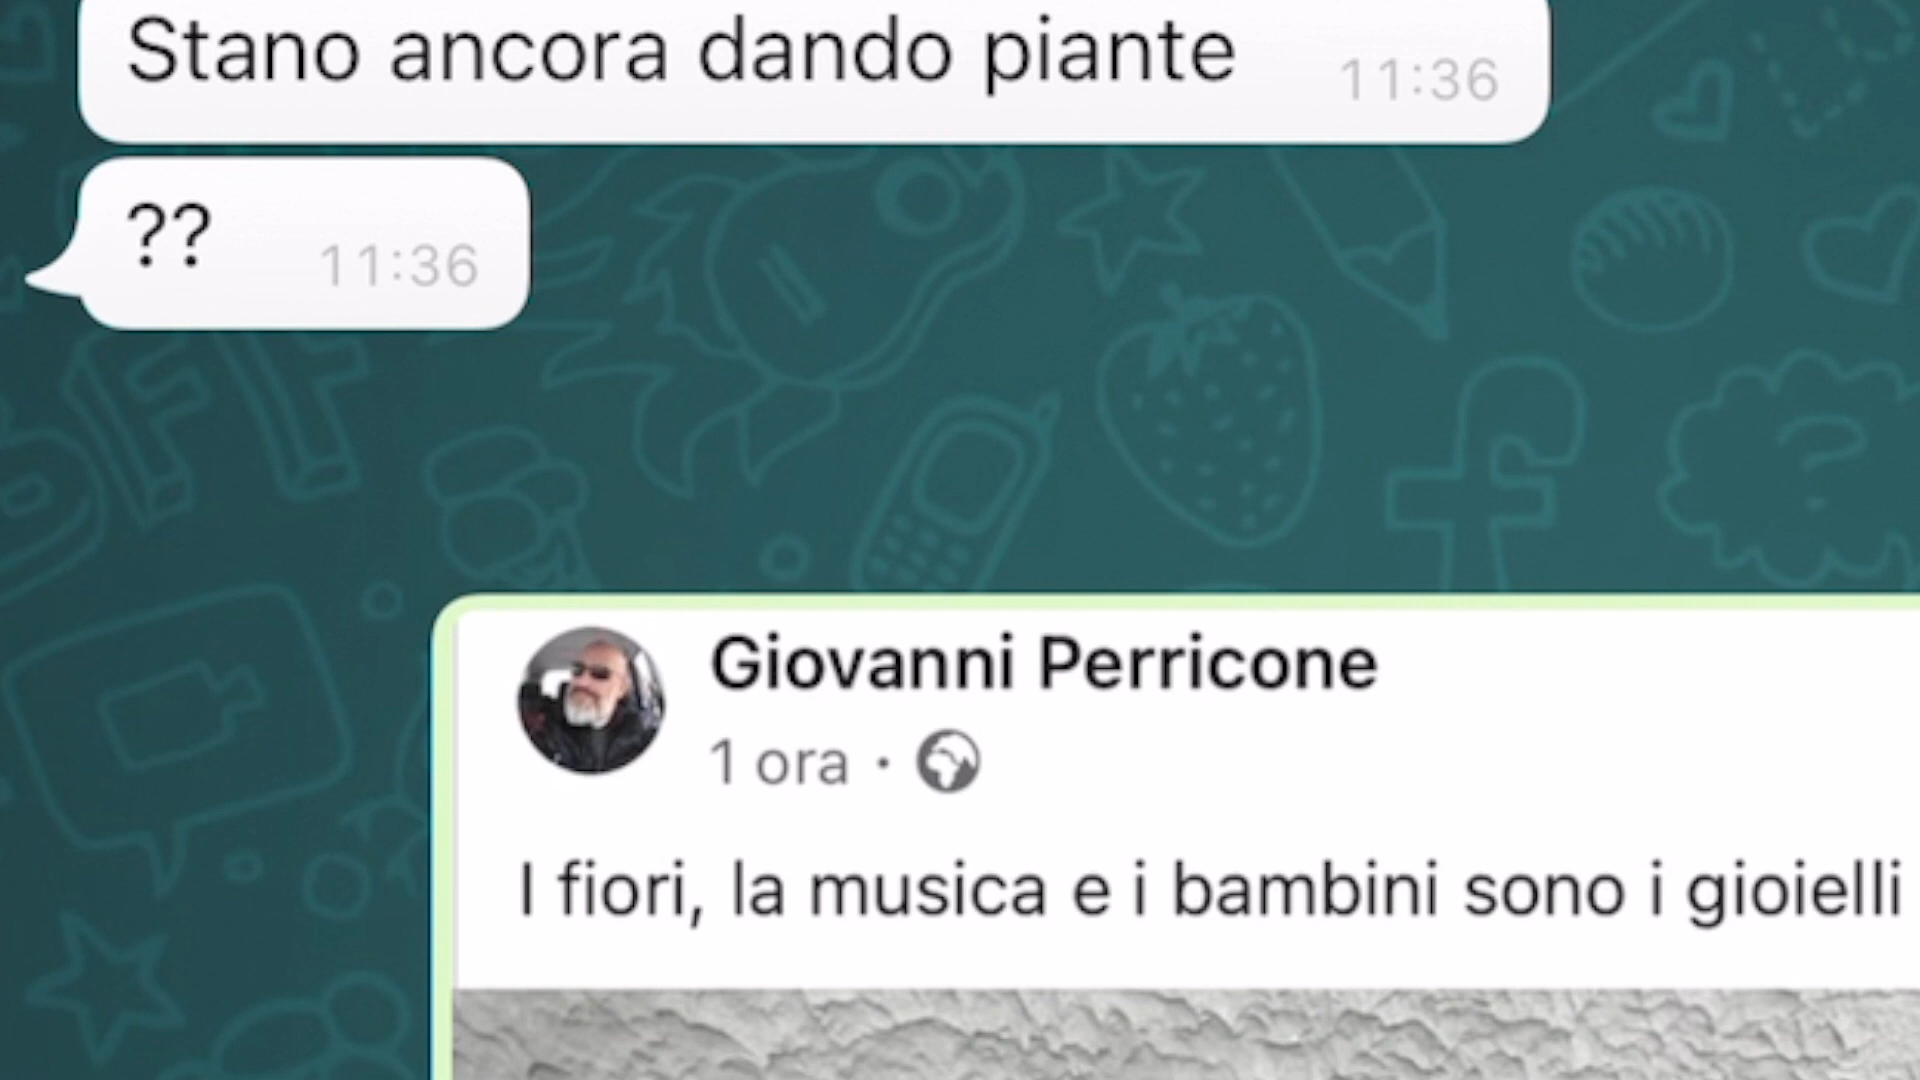 Stano ancora dando piante
11:36
??
11:36
Giovanni Perricone
1 ora ·
I fiori, la musica e i bambini sono i gioielli